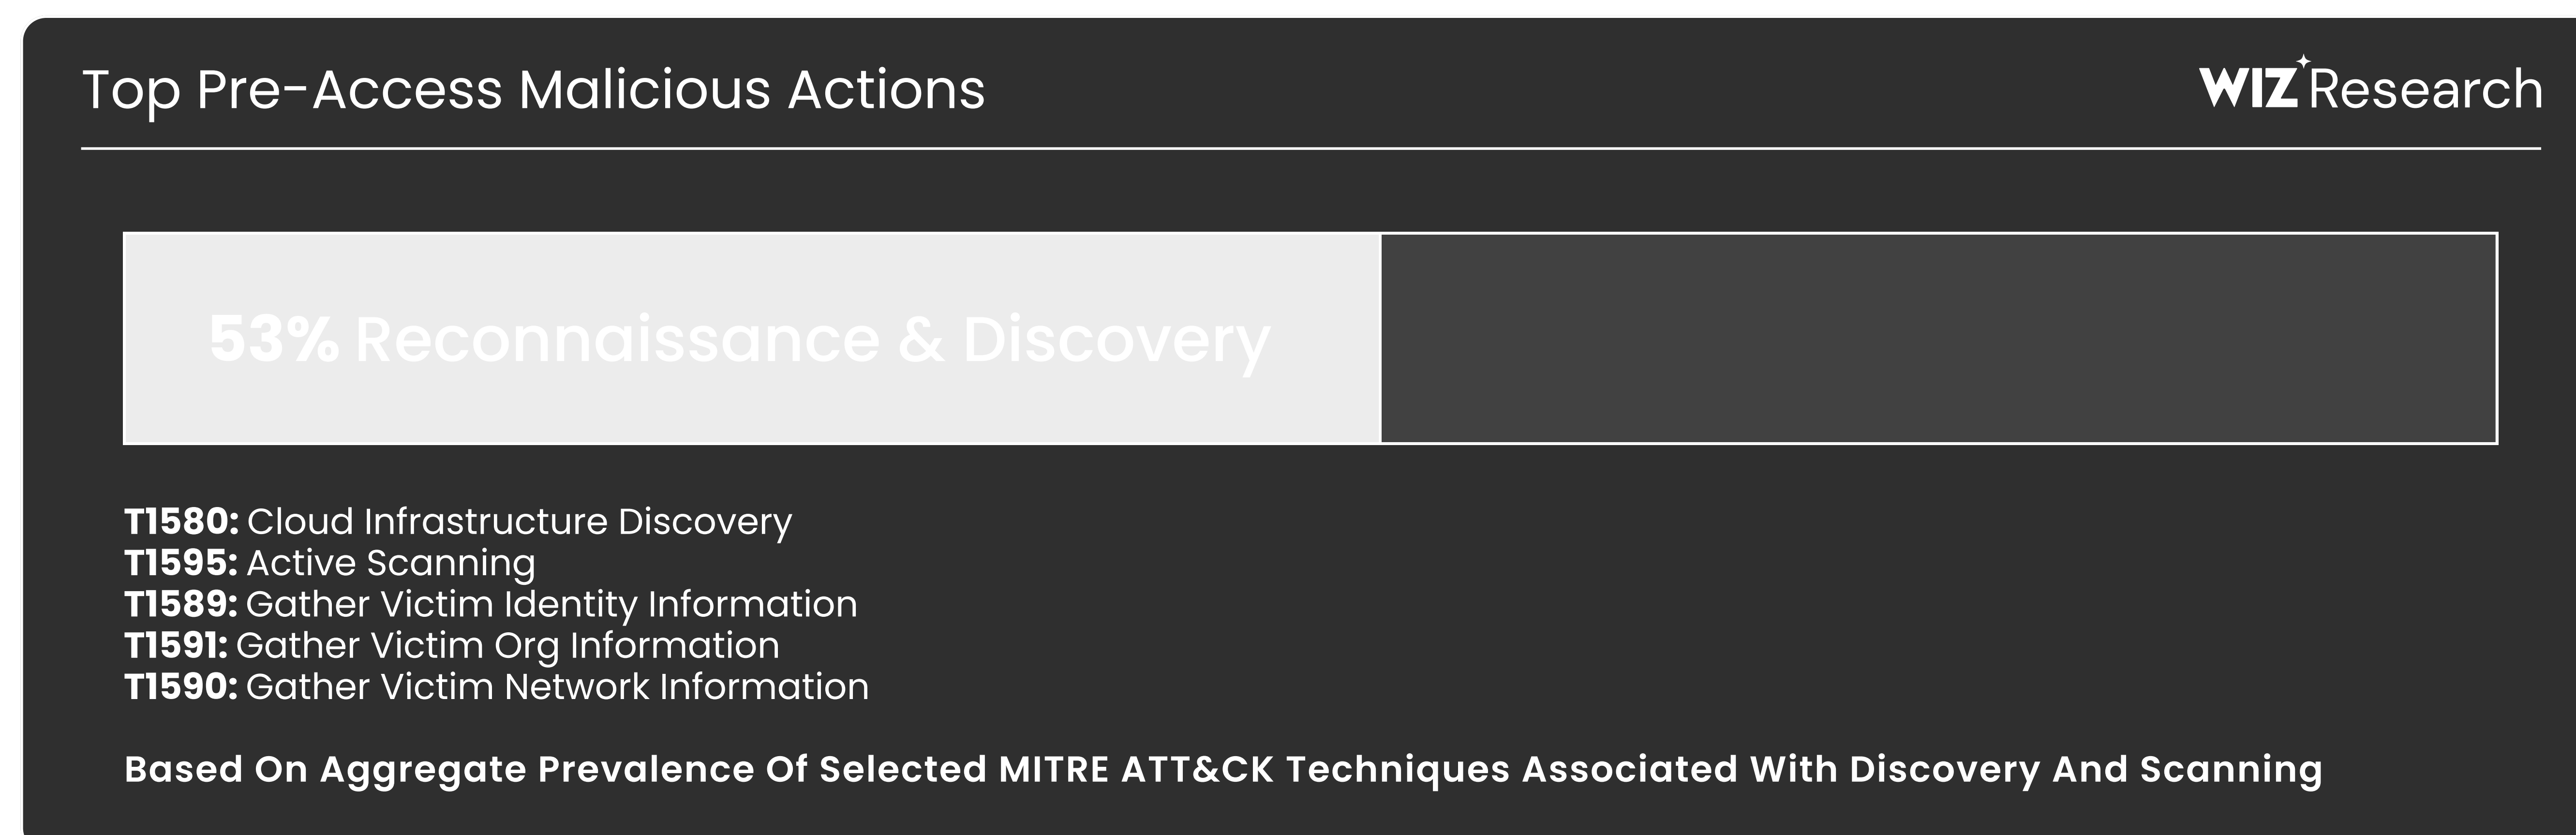 Top Pre-Access Malicious Actions
WIZ Research
53% Reconnaissance & Discovery
T1580: Cloud Infrastructure Discovery
T1595: Active Scanning
T1589: Gather Victim Identity Information
T1591: Gather Victim Org Information
T1590: Gather Victim Network Information
Based On Aggregate Prevalence Of Selected MITRE ATT&CK Techniques Associated With Discovery And Scanning